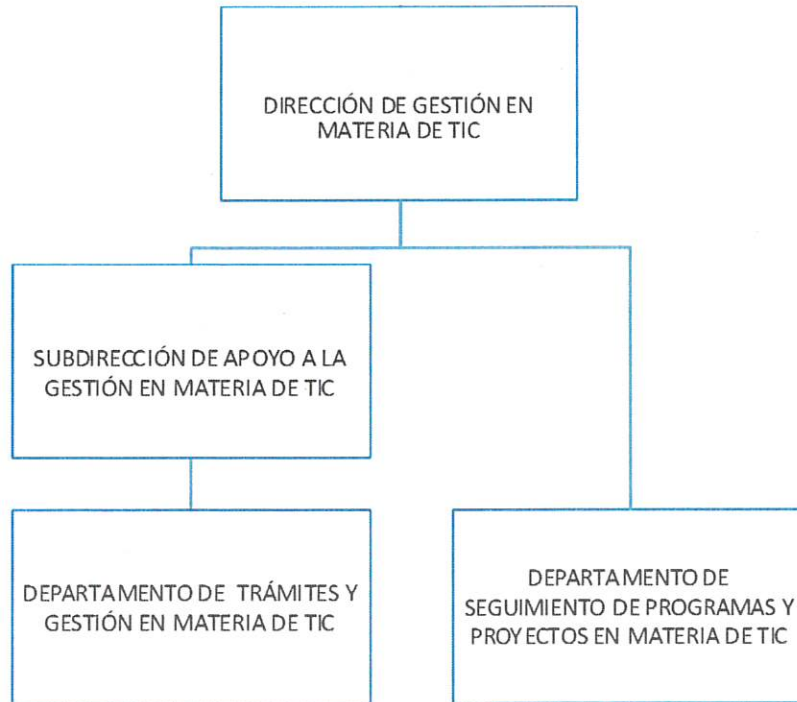 DIRECCIÓN DE GESTIÓN EN
MATERIA DE TIC
SUBDIRECCIÓN DE APOYO A LA
GESTIÓN EN MATERIA DE TIC
DEPARTAMENTO DE TRÁMITES Y
GESTIÓN EN MATERIA DE TIC
DEPARTAMENTO DE
SEGUIMIENTO DE PROGRAMAS Y
PROYECTOS EN MATERIA DE TIC